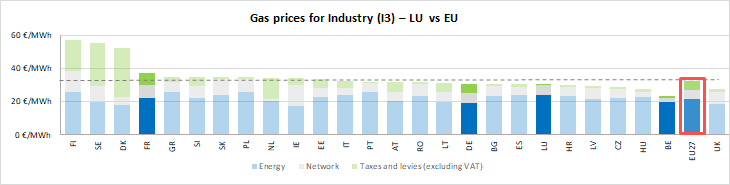 Gas prices for Industry (I3) – LU vs EU
60 €/MWh
40 €/MWh
20 €/MWh
0 €/MWh
FI SE DK FR GR SI SK PL NL IE EE IT PT AT RO LT DE BG ES LU HR LV CZ HU BE EU27 UK
Energy Network Taxes and levies (excluding VAT)